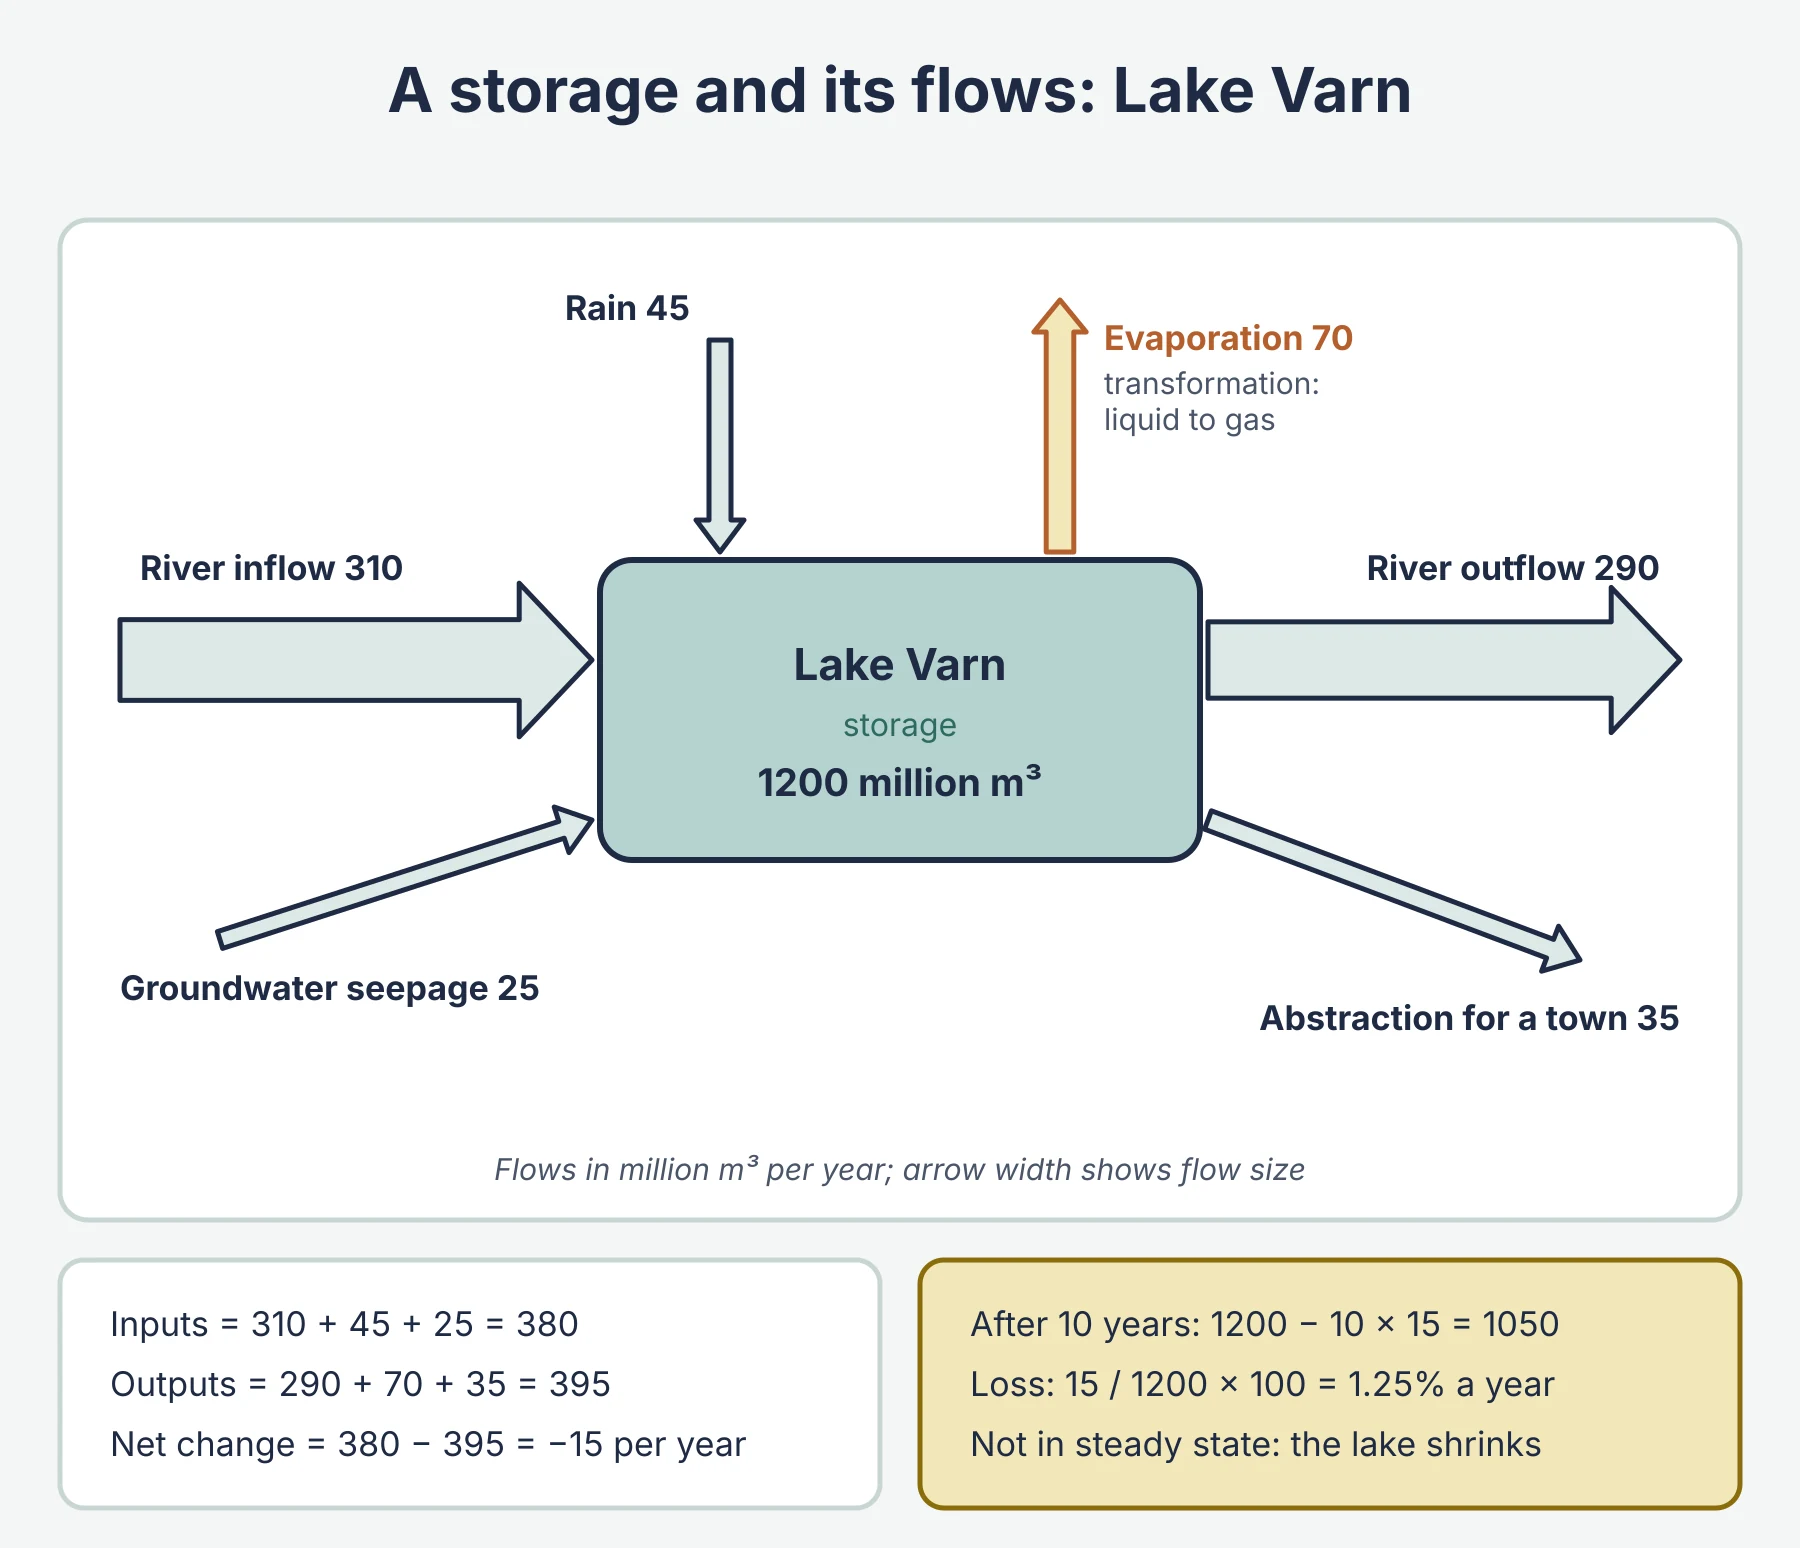 A storage and its flows: Lake Varn
Rain 45
Evaporation 70
transformation:
liquid to gas
River inflow 310
River outflow 290
Lake Varn
storage
1200 million m³
Groundwater seepage 25
Abstraction for a town 35
Flows in million m³ per year; arrow width shows flow size
Inputs = 310 + 45 + 25 = 380
Outputs = 290 + 70 + 35 = 395
Net change = 380 − 395 = −15 per year
After 10 years: 1200 − 10 × 15 = 1050
Loss: 15 / 1200 × 100 = 1.25% a year
Not in steady state: the lake shrinks